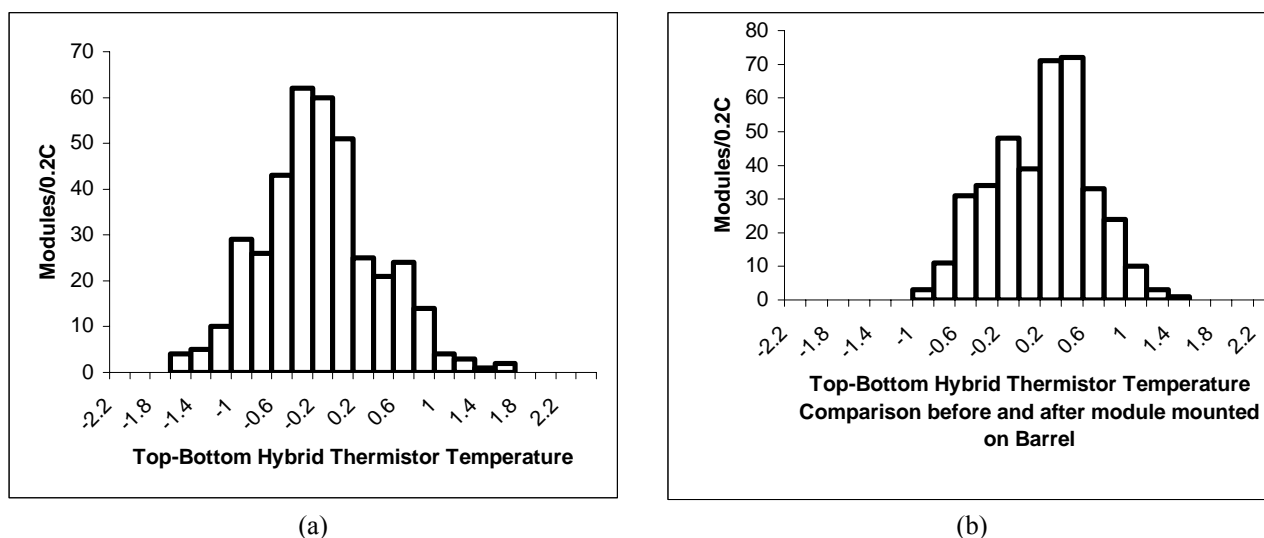 70
60
50
40
30
20
10
0
Modules/0.2C
-2.2 -1.8 -1.4 -1 -0.6 -0.2 0.2 0.6 1 1.4 1.8 2.2
Top-Bottom Hybrid Thermistor Temperature
(a)
80
70
60
50
40
30
20
10
0
Modules/0.2C
-2.2 -1.8 -1.4 -1 -0.6 -0.2 0.2 0.6 1 1.4 2.2
Top-Bottom Hybrid Thermistor Temperature
Comparison before and after module mounted
on Barrel
(b)